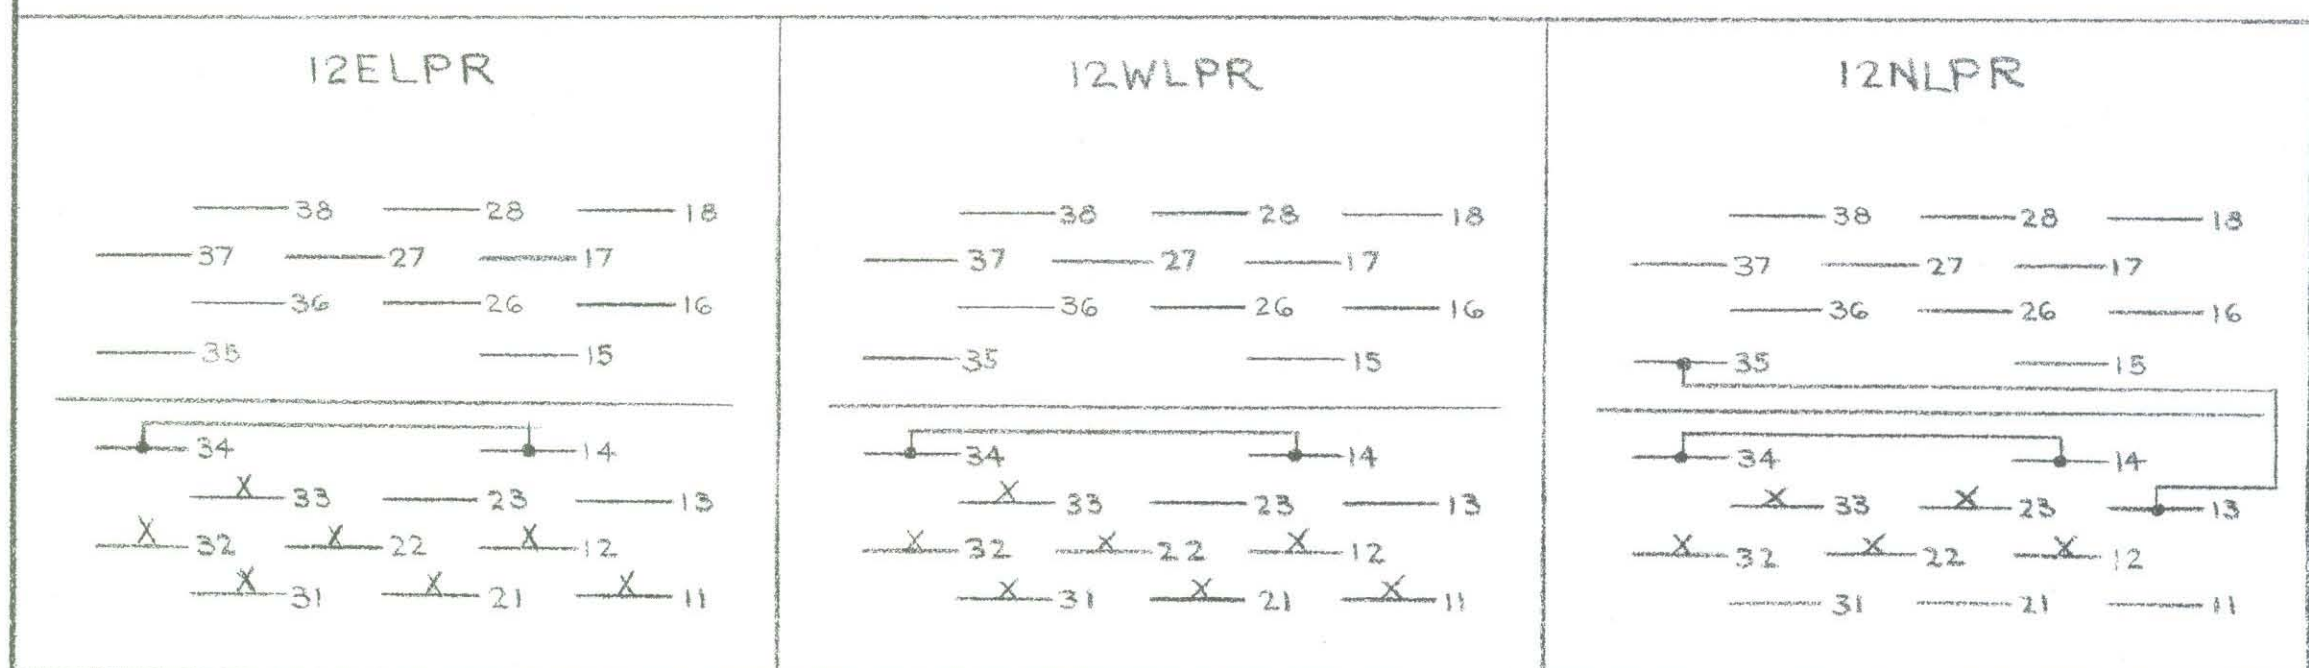 12ELPR
38 28 18
37 27 17
36 26 16
35 15
34 14
X X X X X X X
33 23 13
32 22 12
31 21 11
12WLPR
38 28 18
37 27 17
36 26 16
35 15
34 14
X X X X X X X
33 23 13
32 22 12
31 21 11
12NLPR
38 28 18
37 27 17
36 26 16
35 15
34 14
X X X X X
33 23 13
32 22 12
31 21 11